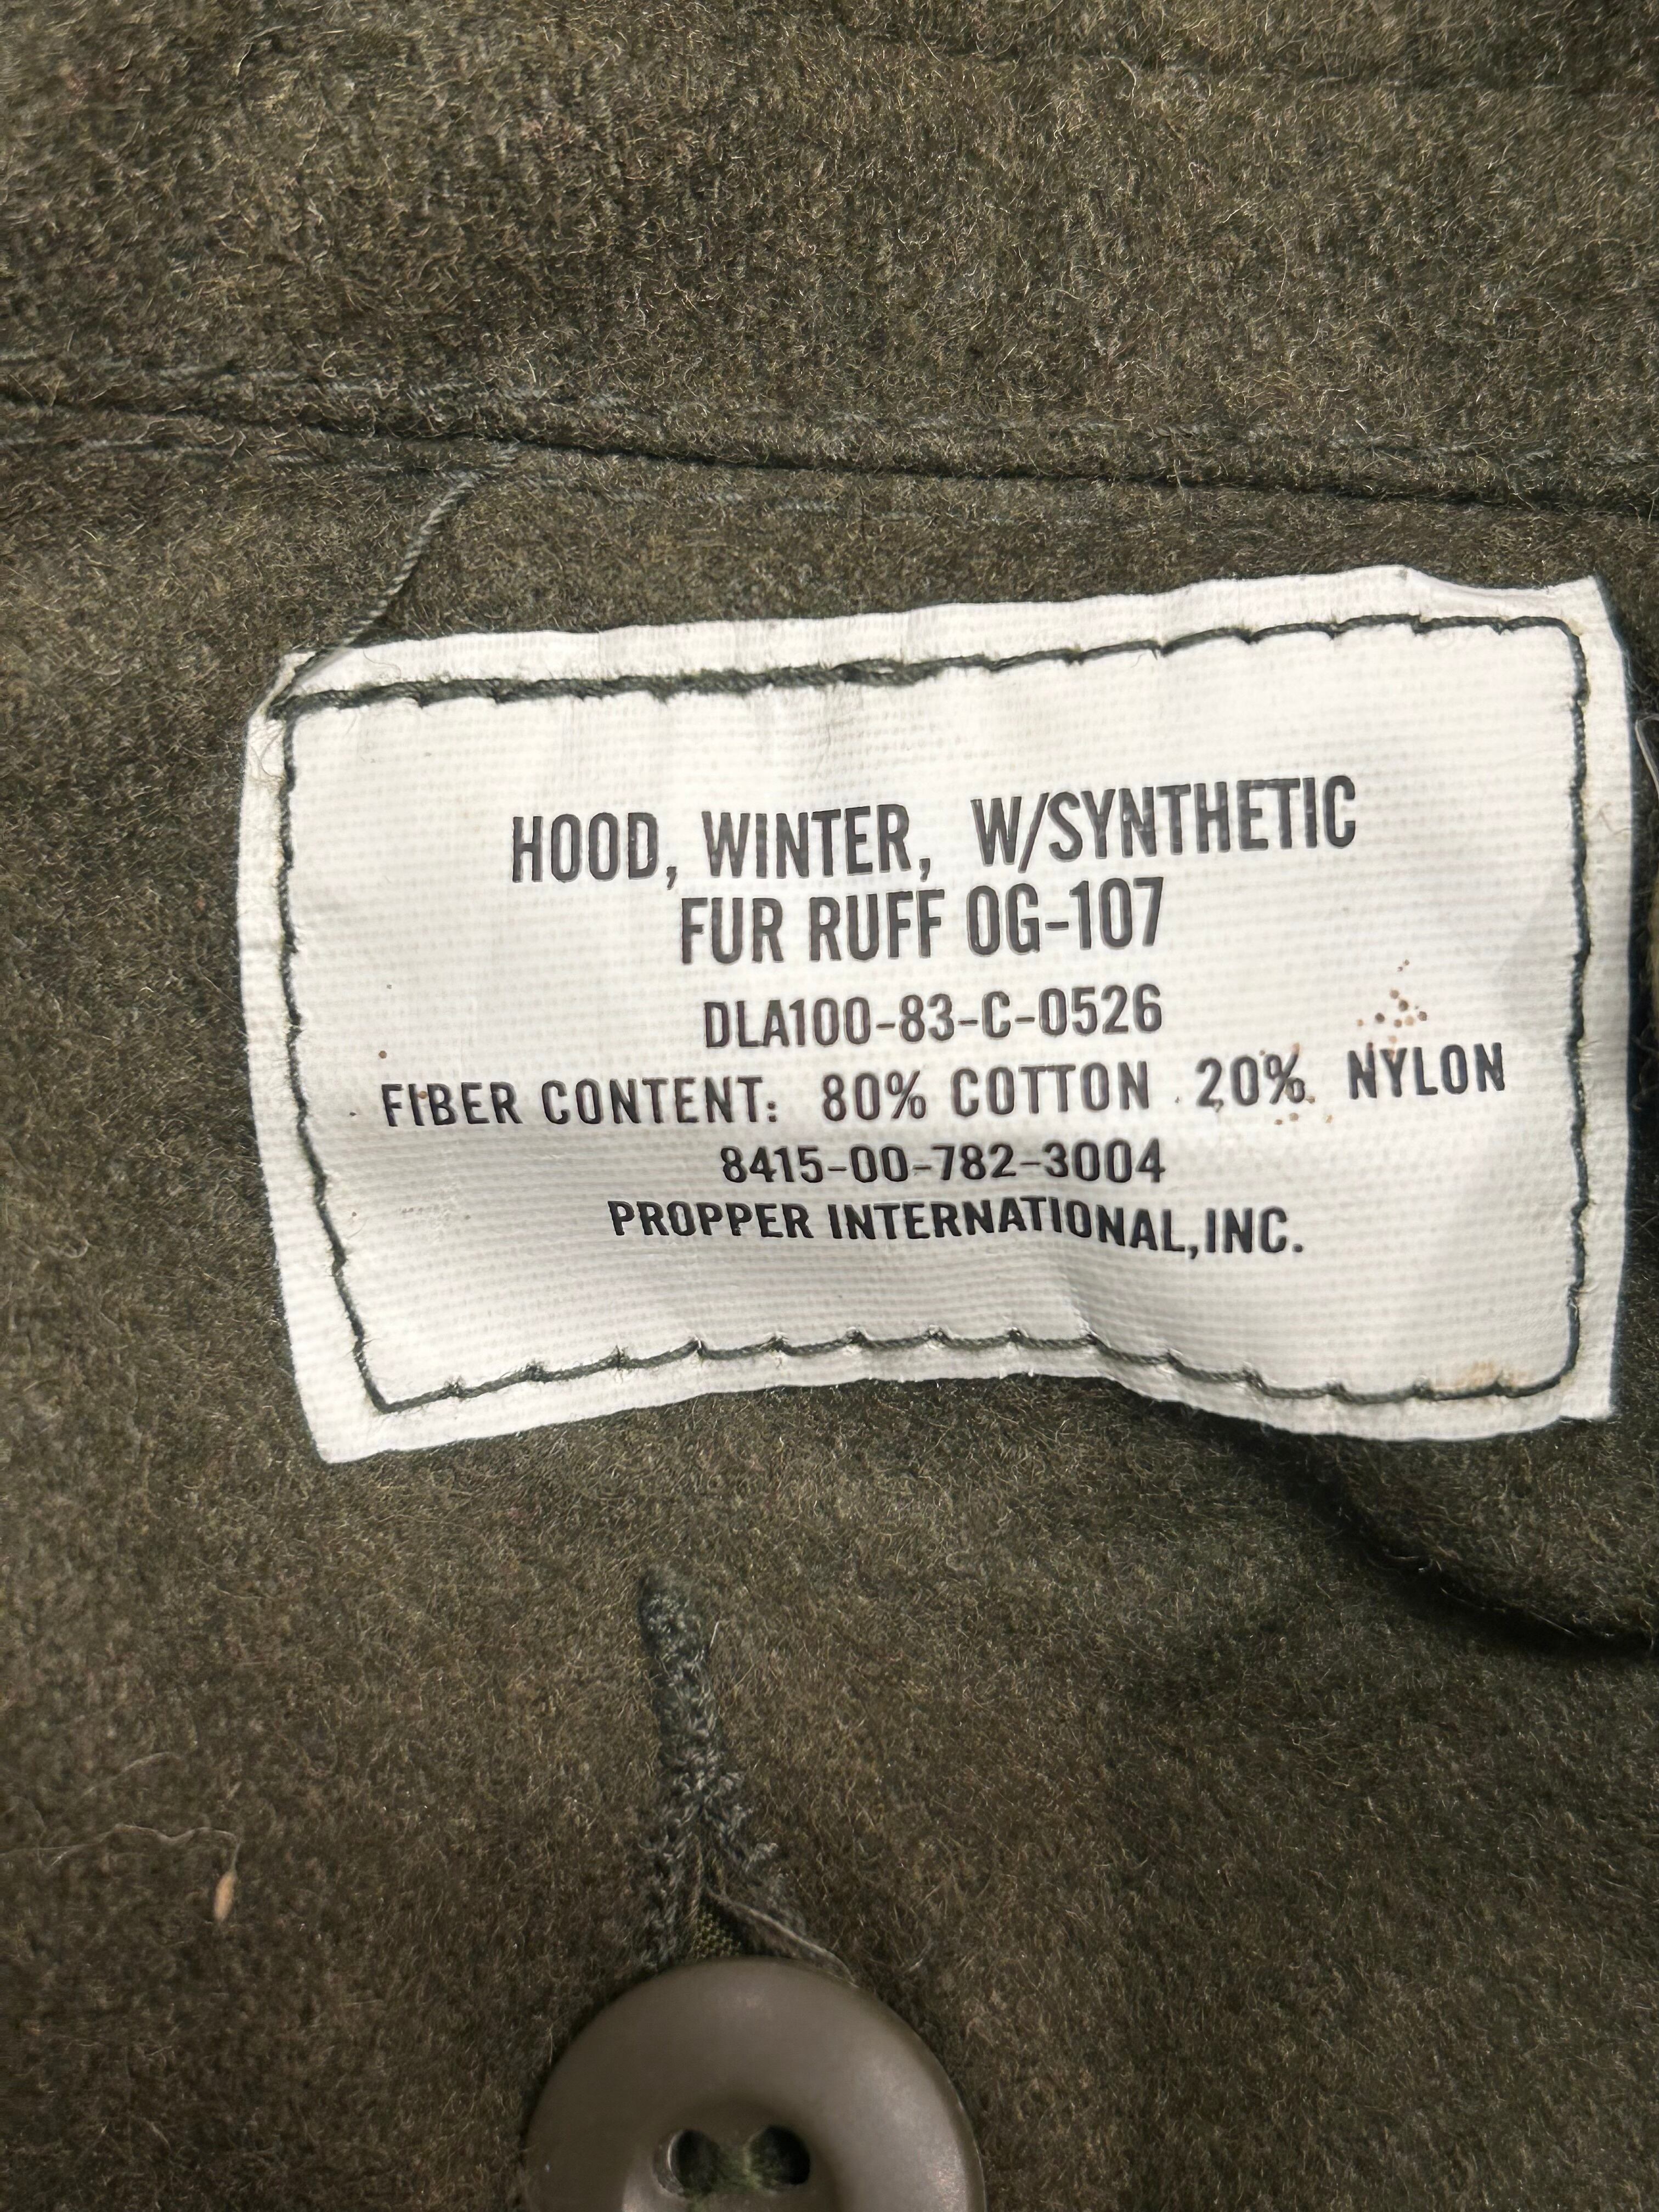 HOOD, WINTER, W/SYNTHETIC
FUR RUFF OG-107
DLA100-83-C-0526
FIBER CONTENT: 80% COTTON 20% NYLON
8415-00-782-3004
PROPPER INTERNATIONAL, INC.